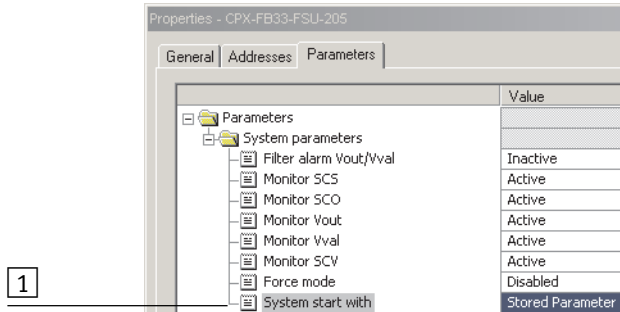 Properties - CPX-FB33-FSU-205
General Addresses Parameters
Value
Parameters
System parameters
Filter alarm Vout/Vval Inactive
Monitor SCS Active
Monitor SCO Active
Monitor Vout Active
Monitor Vval Active
Monitor SCV Active
Force mode Disabled
1 System start with Stored Parameter